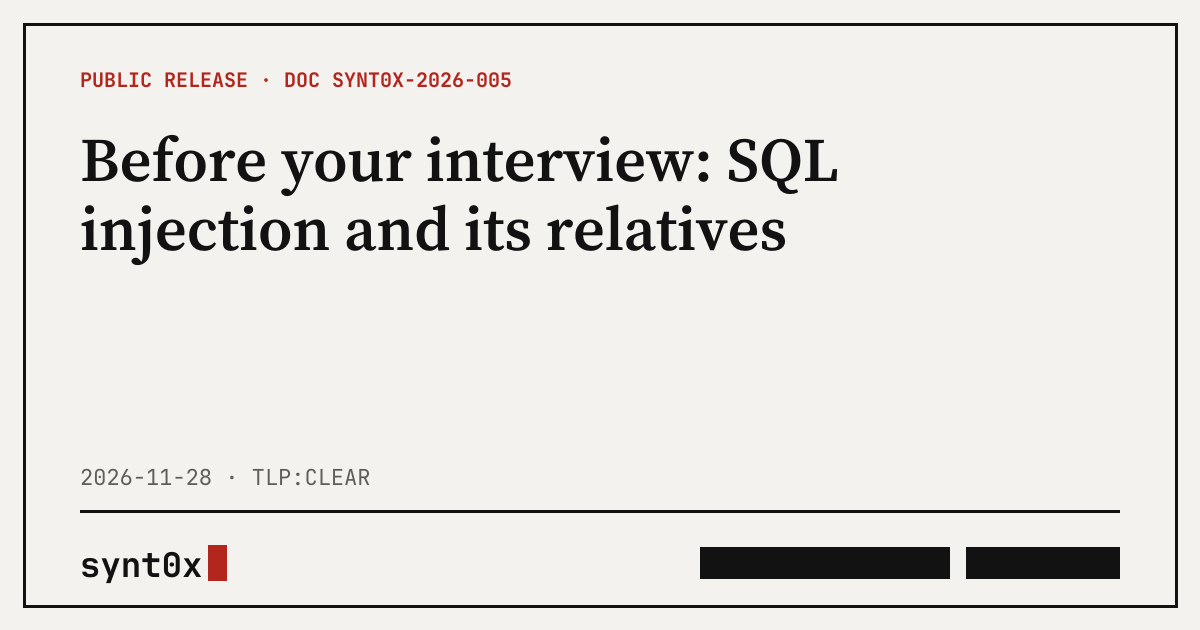 PUBLIC RELEASE · DOC SYNT0X-2026-005
Before your interview: SQL
injection and its relatives
2026-11-28 · TLP:CLEAR
synt0x